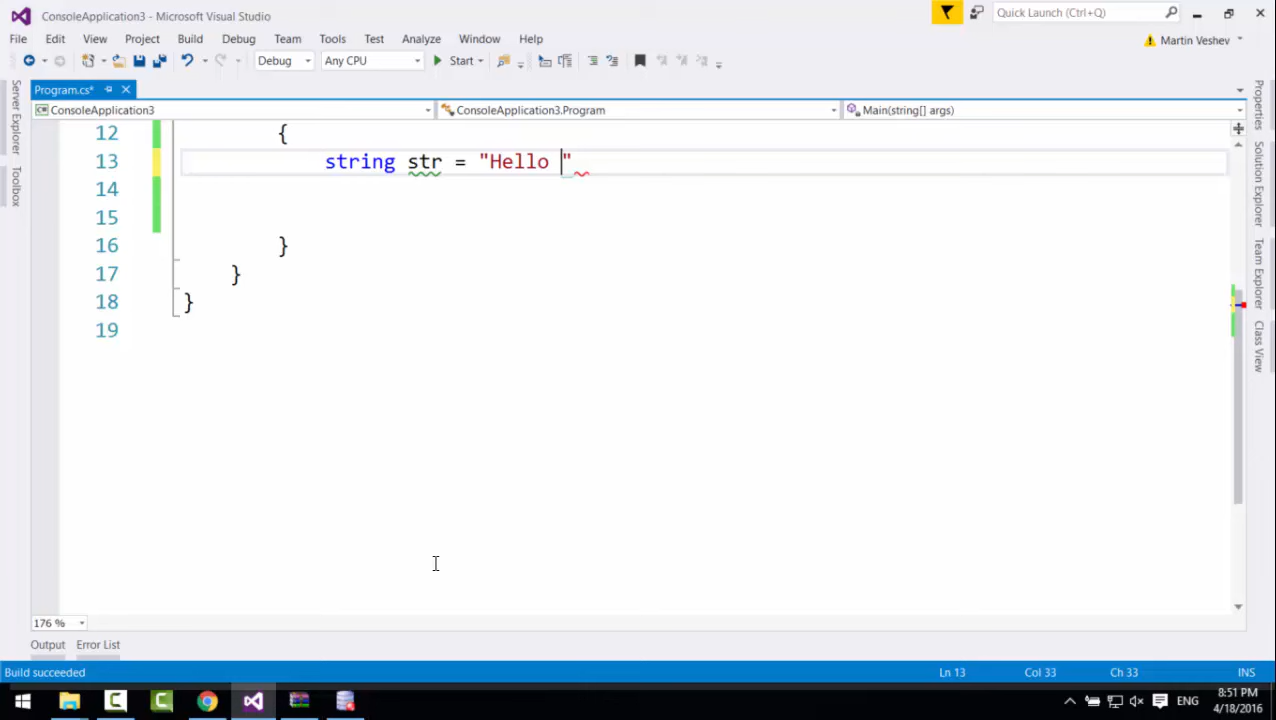 ConsoleApplication3 - Microsoft Visual Studio
Quick Launch (Ctrl+Q)
File Edit View Project Build Debug Team Tools Test Analyze Window Help
Martin Veshev
Debug Any CPU Start
Program.cs*
ConsoleApplication3 ConsoleApplication3.Program Main(string[] args)
Server Explorer
Toolbox
Properties
Solution Explorer
Team Explorer
Class View
12 {
13 string str = "Hello "
14
15
16 }
17 }
18 }
19
176 %
Output Error List
Build succeeded Ln 13 Col 33 Ch 33 INS
ENG
8:51 PM
4/18/2016